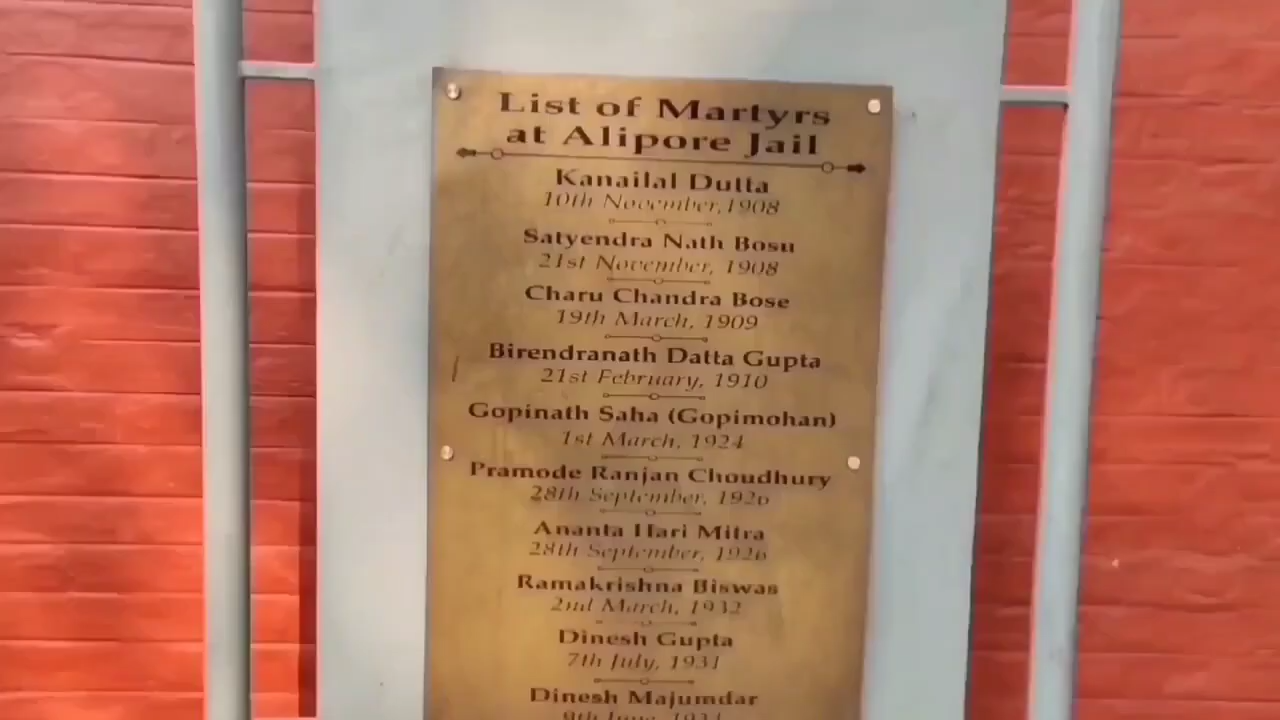 List of Martyrs
at Alipore Jail
Kanailal Dutta
10th November,1908
Satyendra Nath Bosu
21st November, 1908
Charu Chandra Bose
19th March, 1909
Birendranath Datta Gupta
21st February, 1910
Gopinath Saha (Gopimohan)
1st March, 1924
Pramode Ranjan Choudhury
28th September, 1926
Ananta Hari Mitra
28th September, 1926
Ramakrishna Biswas
2nd March, 1932
Dinesh Gupta
7th July, 1931
Dinesh Majumdar
9th June,